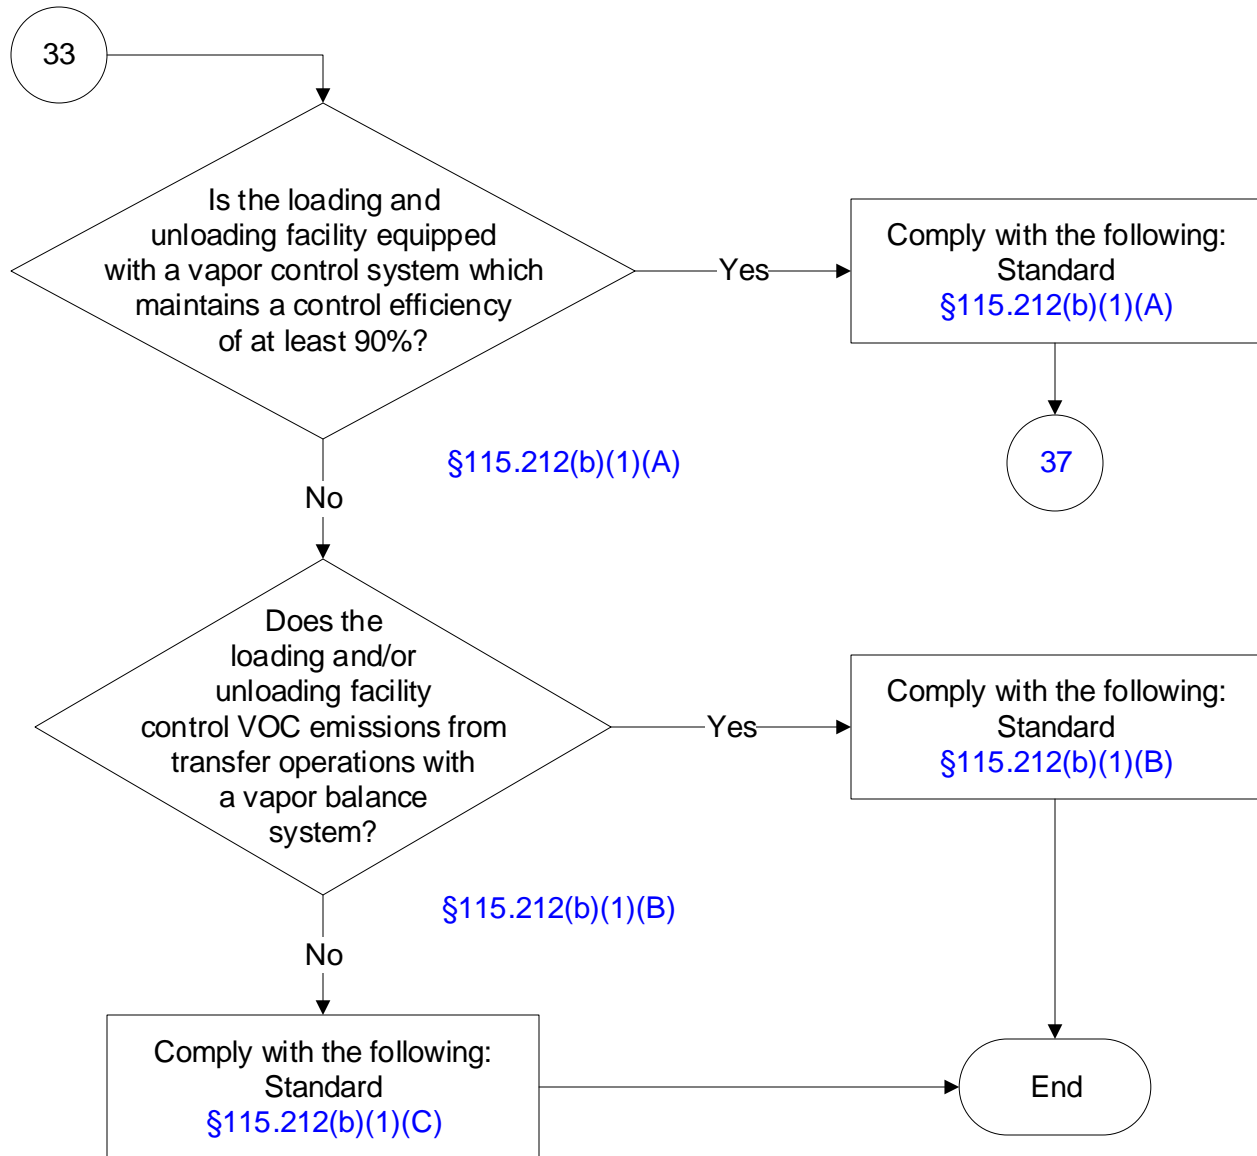 33
Is the loading and
unloading facility equipped
with a vapor control system which
maintains a control efficiency
of at least 90%?
Yes
Comply with the following:
Standard
§115.212(b)(1)(A)
37
§115.212(b)(1)(A)
No
Does the
loading and/or
unloading facility
control VOC emissions from
transfer operations with
a vapor balance
system?
Yes
Comply with the following:
Standard
§115.212(b)(1)(B)
§115.212(b)(1)(B)
No
Comply with the following:
Standard
§115.212(b)(1)(C)
End